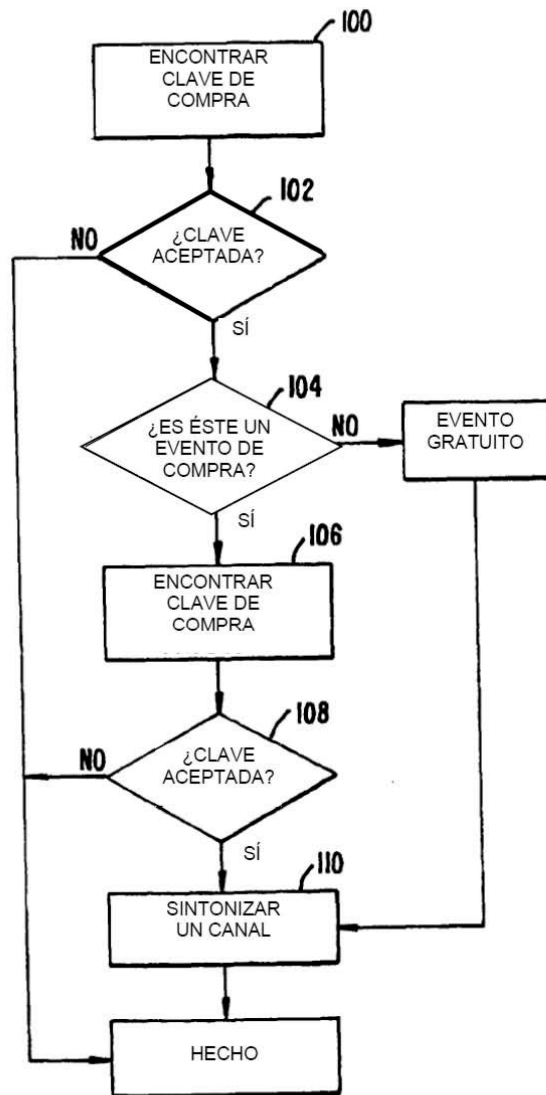 100
ENCONTRAR
CLAVE DE
COMPRA
102
NO
¿CLAVE
ACEPTADA?
SÍ
104
¿ES ÉSTE UN
EVENTO DE
COMPRA?
NO
EVENTO
GRATUITO
SÍ
106
ENCONTRAR
CLAVE DE
COMPRA
108
NO
¿CLAVE
ACEPTADA?
SÍ
110
SINTONIZAR
UN CANAL
HECHO